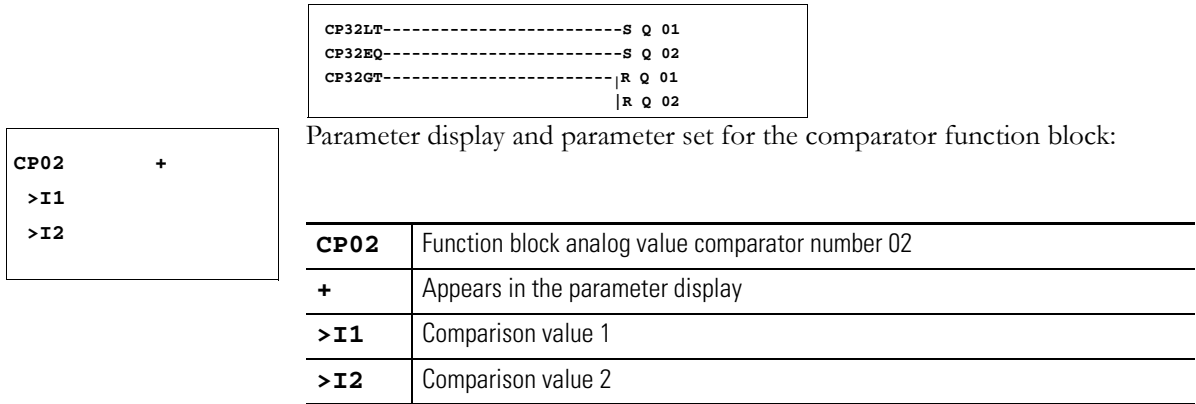 CP32LT-------------------------S Q 01
CP32EQ-------------------------S Q 02
CP32GT------------------------|R Q 01
|R Q 02
Parameter display and parameter set for the comparator function block:
CP02 +
>I1
>I2
CP02 Function block analog value comparator number 02
+ Appears in the parameter display
>I1 Comparison value 1
>I2 Comparison value 2